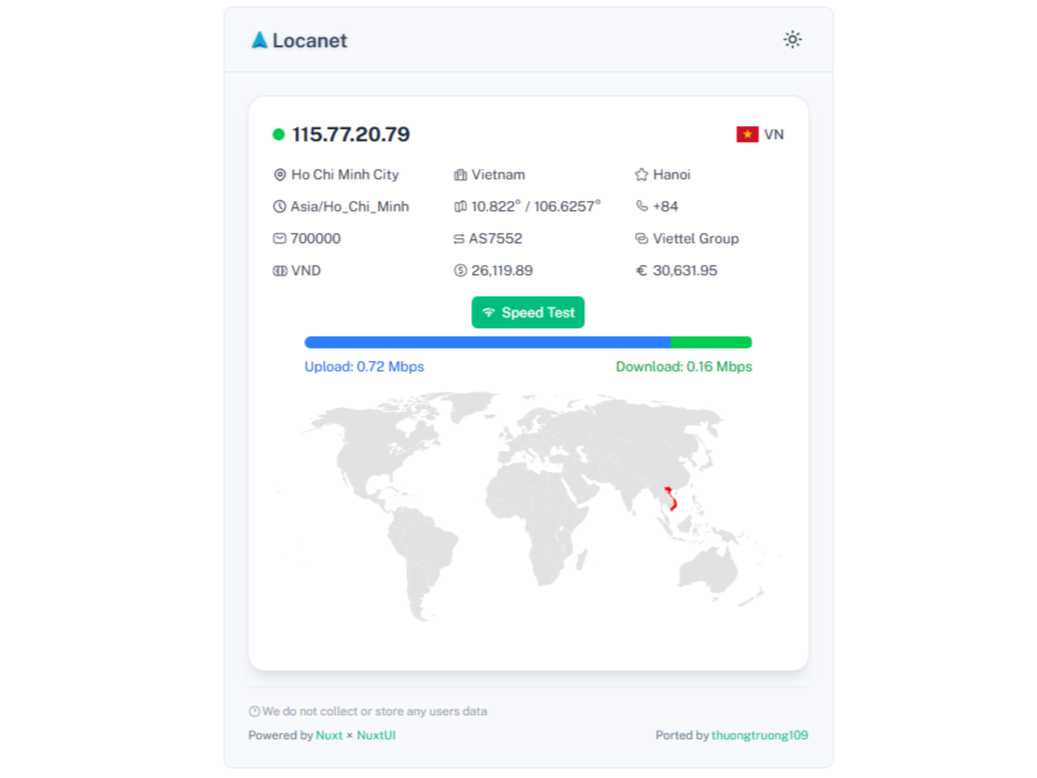 Locanet
115.77.20.79 VN
Ho Chi Minh City Vietnam Hanoi
Asia/Ho_Chi_Minh 10.822° / 106.6257° +84
700000 AS7552 Viettel Group
VND 26,119.89 € 30,631.95
Speed Test
Upload: 0.72 Mbps Download: 0.16 Mbps
We do not collect or store any users data
Powered by Nuxt × NuxtUI Ported by thuongtruong109